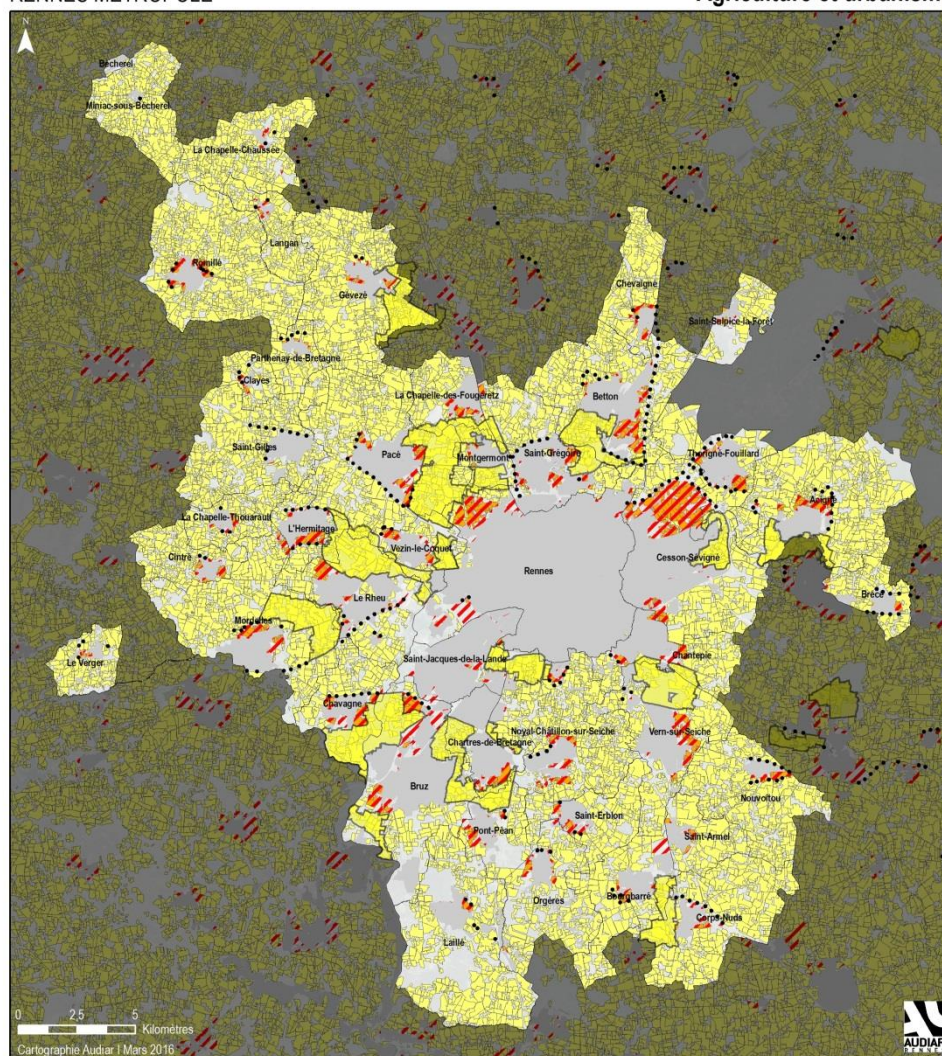 RENNES MÉTROPOLE
Agriculture et urbanism
N
Bécherel
Miniac-sous-Bécherel
La Chapelle-Chaussée
Langan
Romillé
Gévezé
Chevaigné
Saint-Sulpice-la-Forêt
Parthenay-de-Bretagne
Clayes
La Chapelle-des-Fougeretz
Betton
Saint-Gilles
Pacé
Montgermont
Saint-Grégoire
Thorigné-Fouillard
La Chapelle-Thouarault
L'Hermitage
Vezin-le-Coquet
Acigné
Cintré
Cesson-Sévigné
Rennes
Le Rheu
Brécé
Mordelles
Le Verger
Saint-Jacques-de-la-Lande
Chantepie
Chavagne
Noyal-Châtillon-sur-Seiche
Chartres-de-Bretagne
Vern-sur-Seiche
Bruz
Nouvoitou
Saint-Erblon
Pont-Péan
Saint-Armel
Orgères
Bourgbarré
Corps-Nuds
Laillé
0 2,5 5
Kilomètres
Cartographie Audiar I Mars 2016
AUDIAR
RENNES